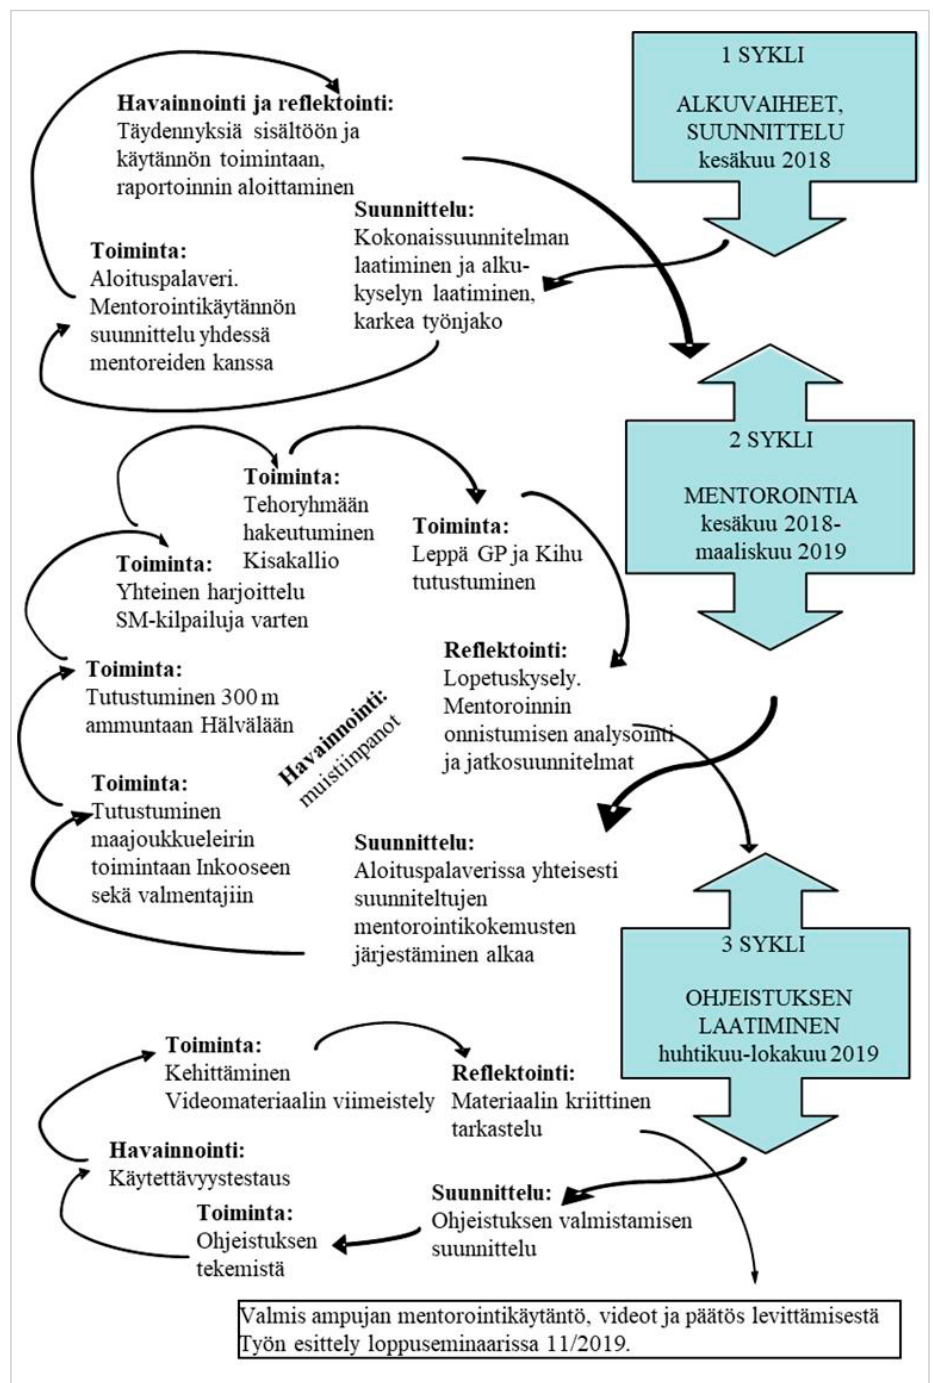 1 SYKLI
ALKUVAIHEET,
SUUNNITTELU
kesäkuu 2018
Havainnointi ja reflektointi:
Täydennyksiä sisältöön ja
käytännön toimintaan,
raportoinnin aloittaminen
Suunnittelu:
Kokonaissuunnitelman
laatiminen ja alku-
kyselyn laatiminen,
karkea työnjako
Toiminta:
Aloituspalaveri.
Mentorointikäytännön
suunnittelu yhdessä
mentoreiden kanssa
2 SYKLI
MENTOROINTIA
kesäkuu 2018-
maaliskuu 2019
Toiminta:
Tehoryhmään
hakeutuminen
Kisakallio
Toiminta:
Leppä GP ja Kihu
tutustuminen
Toiminta:
Yhteinen harjoittelu
SM-kilpailuja varten
Toiminta:
Tutustuminen 300 m
ammuntaan Hälvälään
Reflektointi:
Lopetuskysely.
Mentoroinnin
onnistumisen analysointi
ja jatkosuunnitelmat
Havainnointi:
muistiinpanot
Toiminta:
Tutustuminen
maajoukkueleirin
toimintaan Inkooseen
sekä valmentajiin
Suunnittelu:
Aloituspalaverissa yhteisesti
suunniteltujen
mentorointikokemusten
järjestäminen alkaa
3 SYKLI
OHJEISTUKSEN
LAATIMINEN
huhtikuu-lokakuu 2019
Toiminta:
Kehittäminen
Videomateriaalin viimeistely
Reflektointi:
Materiaalin kriittinen
tarkastelu
Havainnointi:
Käytettävyystestaus
Suunnittelu:
Ohjeistuksen valmistamisen
suunnittelu
Toiminta:
Ohjeistuksen
tekemistä
Valmis ampujan mentorointikäytäntö, videot ja päätös levittämisestä
Työn esittely loppuseminaarissa 11/2019.